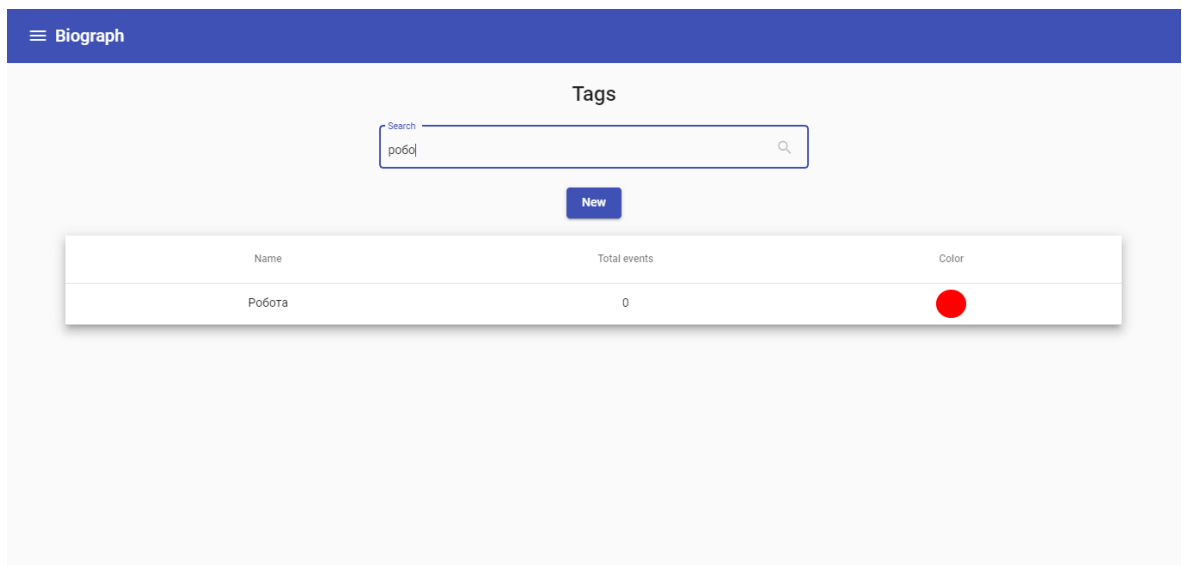 Biograph
Tags
Search
робо
New
Name Total events Color
Робота 0